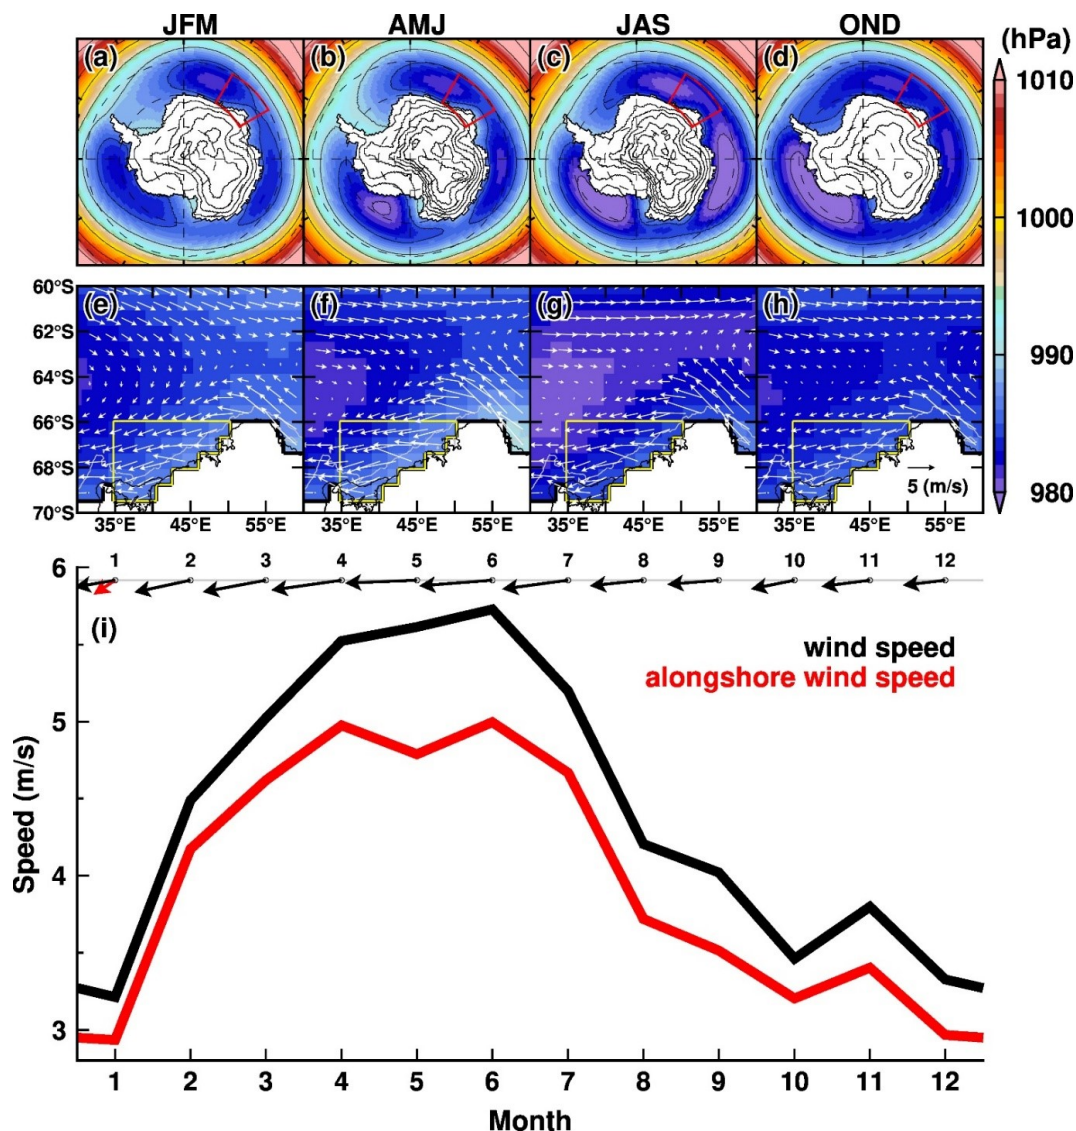 JFM AMJ JAS OND
(hPa)
(a) (b) (c) (d)
1010
1000
990
980
60°S (e) (f) (g) (h)
62°S
64°S
66°S
68°S
5 (m/s)
70°S
35°E 45°E 55°E 35°E 45°E 55°E 35°E 45°E 55°E 35°E 45°E 55°E
1 2 3 4 5 6 7 8 9 10 11 12
6
(i)
wind speed
alongshore wind speed
5
4
3
Speed (m/s)
1 2 3 4 5 6 7 8 9 10 11 12
Month